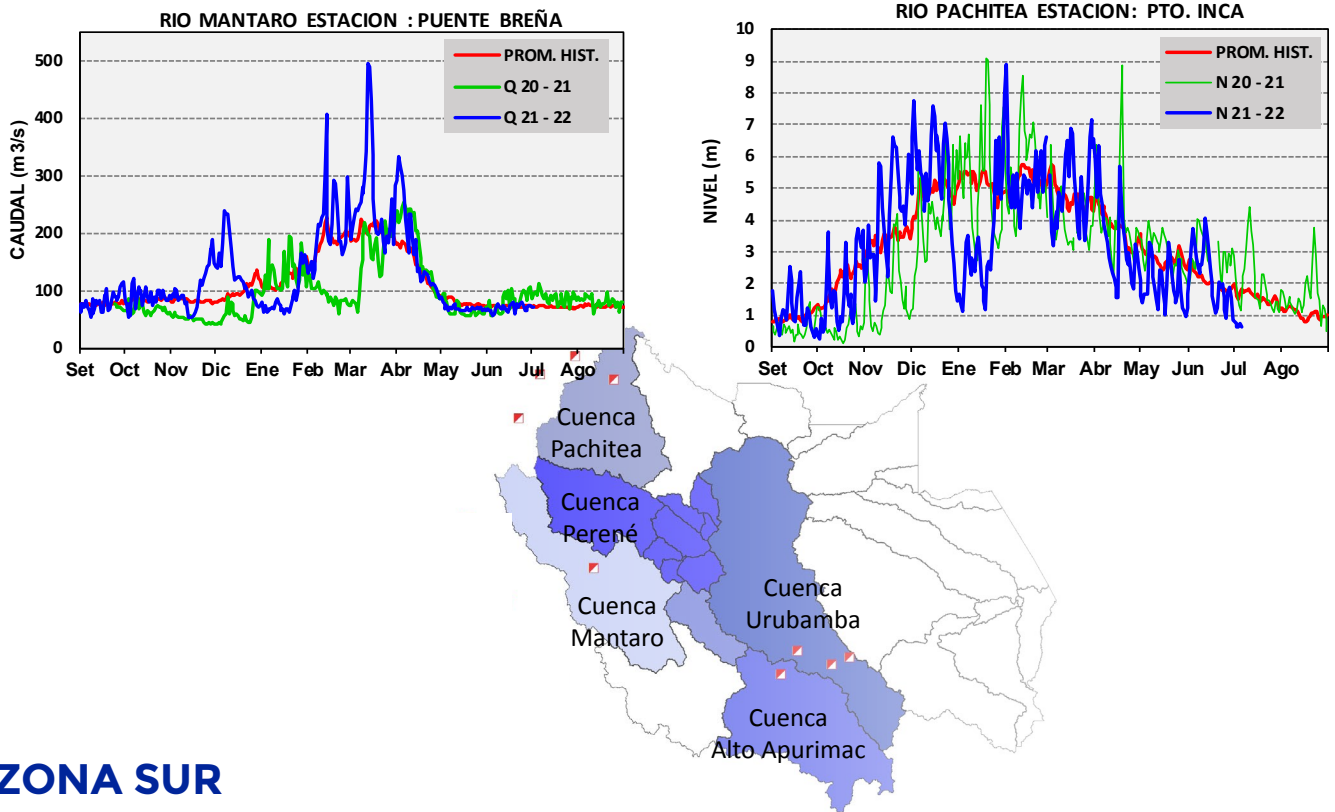 RIO MANTARO ESTACION : PUENTE BREÑA
CAUDAL (m3/s)
500
400
300
200
100
0
PROM. HIST.
Q 20 - 21
Q 21 - 22
Set Oct Nov Dic Ene Feb Mar Abr May Jun Jul Ago
RIO PACHITEA ESTACION: PTO. INCA
NIVEL (m)
10
9
8
7
6
5
4
3
2
1
0
PROM. HIST.
N 20 - 21
N 21 - 22
Set Oct Nov Dic Ene Feb Mar Abr May Jun Jul Ago
Cuenca
Pachitea
Cuenca
Perené
Cuenca
Mantaro
Cuenca
Urubamba
Cuenca
Alto Apurimac
ZONA SUR